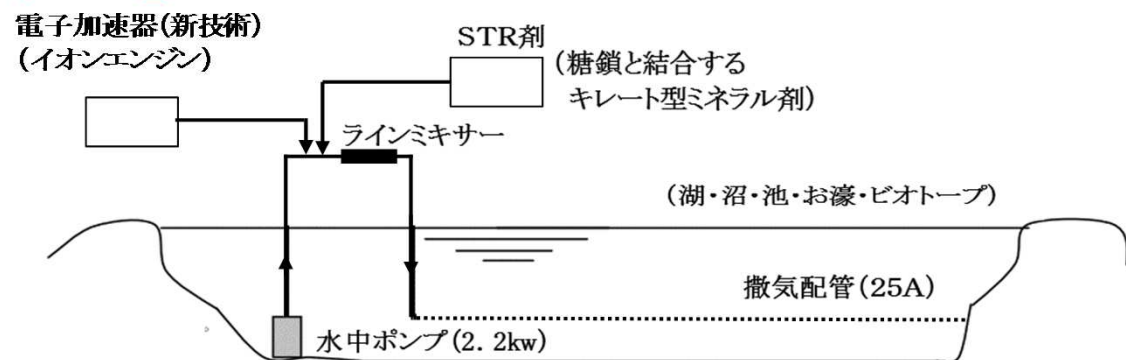 電子加速器(新技術)
(イオンエンジン)
STR剤
(糖鎖と結合する
キレート型ミネラル剤)
ラインミキサー
(湖・沼・池・お濠・ビオトープ)
撒気配管(25A)
水中ポンプ(2. 2kw)